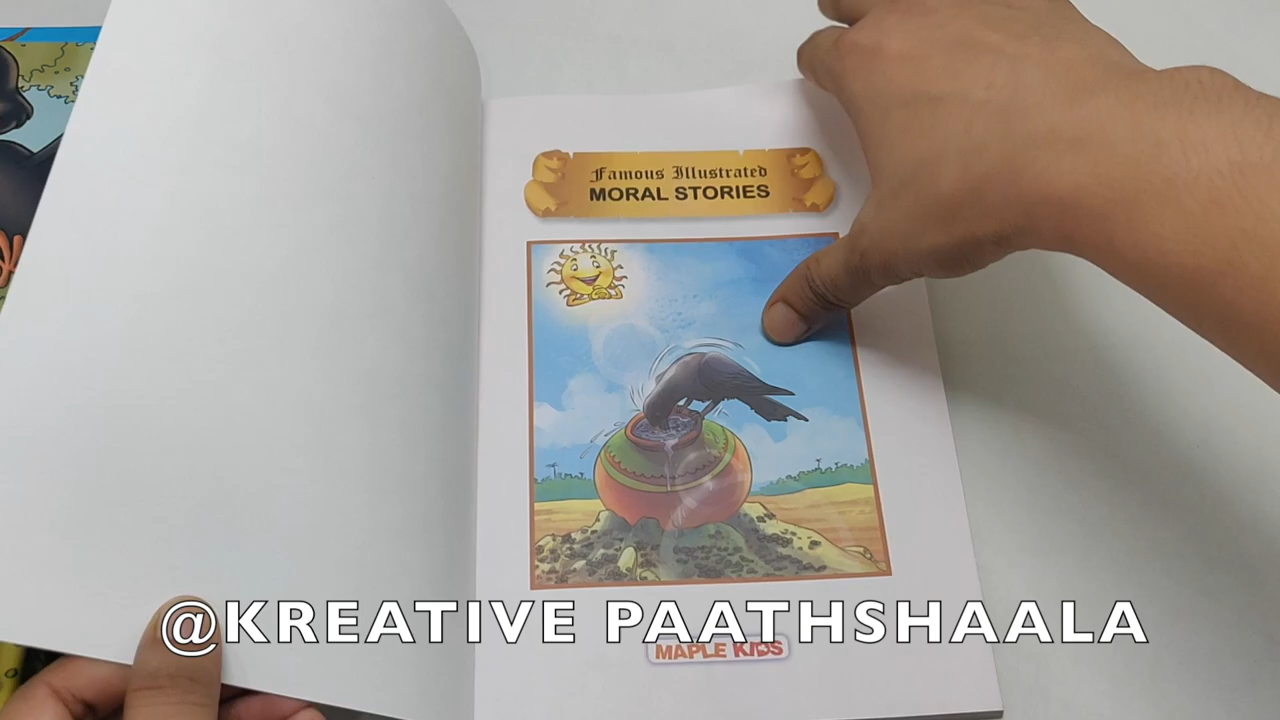 Famous Illustrated
MORAL STORIES
@KREATIVE PAATHSHAALA
MAPLE KIDS